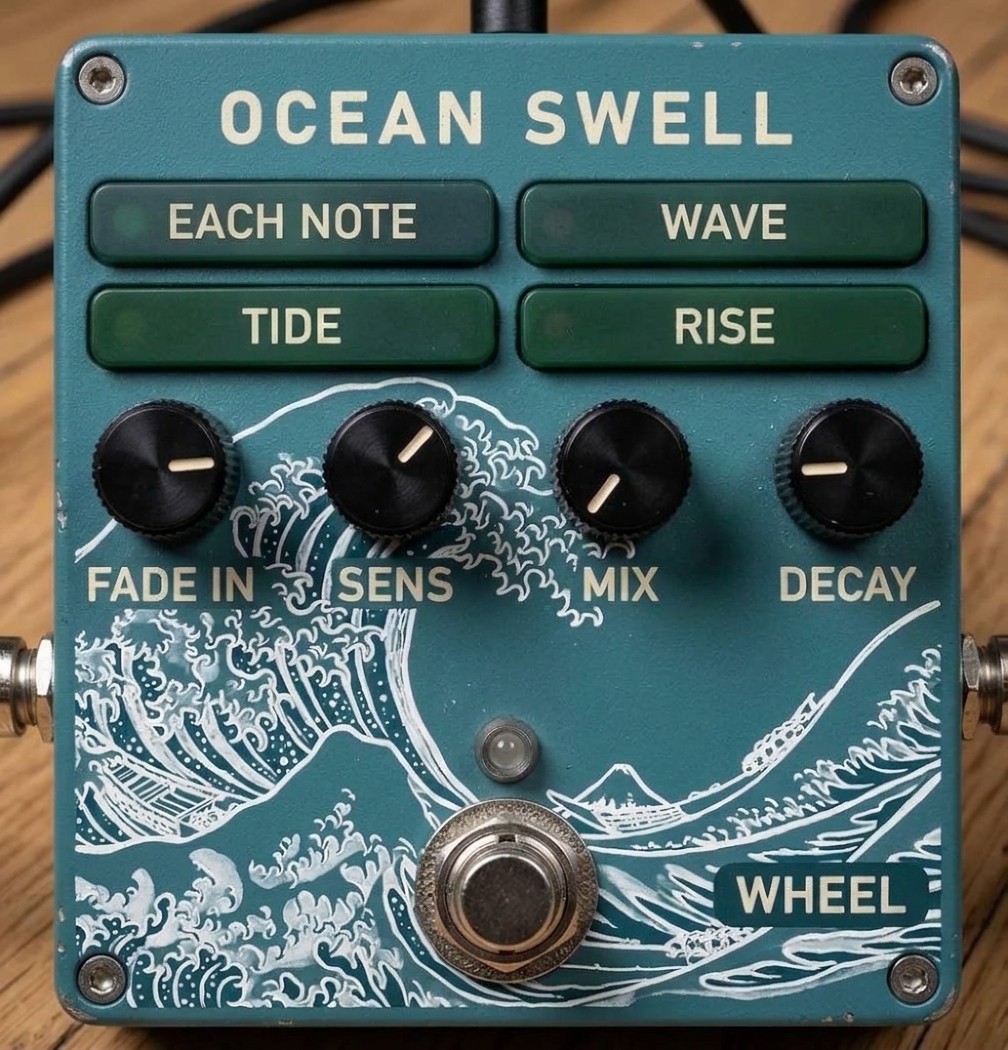 OCEAN SWELL
EACH NOTE WAVE
TIDE RISE
FADE IN SENS MIX DECAY
WHEEL